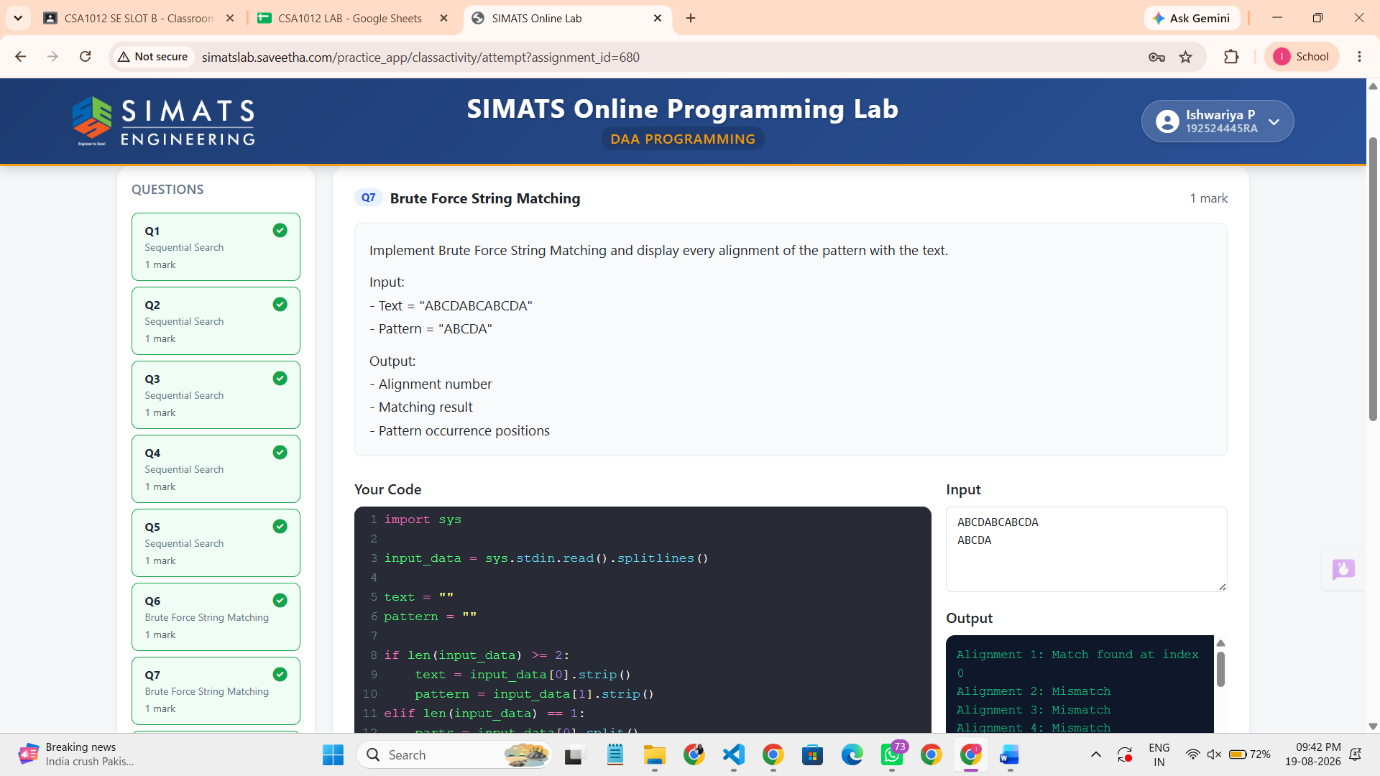 CSA1012 SE SLOT B - Classroom
CSA1012 LAB - Google Sheets
SIMATS Online Lab
Ask Gemini
Not secure
simatslab.saveetha.com/practice_app/classactivity/attempt?assignment_id=680
I
School
SIMATS
ENGINEERING
SIMATS Online Programming Lab
DAA PROGRAMMING
Ishwariya P
192524445RA
QUESTIONS
Q1
Sequential Search
1 mark
Q2
Sequential Search
1 mark
Q3
Sequential Search
1 mark
Q4
Sequential Search
1 mark
Q5
Sequential Search
1 mark
Q6
Brute Force String Matching
1 mark
Q7
Brute Force String Matching
1 mark
Q7 Brute Force String Matching
1 mark
Implement Brute Force String Matching and display every alignment of the pattern with the text.
Input:
- Text = "ABCDABCABCDA"
- Pattern = "ABCDA"
Output:
- Alignment number
- Matching result
- Pattern occurrence positions
Your Code
1 import sys
2
3 input_data = sys.stdin.read().splitlines()
4
5 text = ""
6 pattern = ""
7
8 if len(input_data) >= 2:
9 text = input_data[0].strip()
10 pattern = input_data[1].strip()
11 elif len(input_data) == 1:
12 parts = input_data[0].split()
Input
ABCDABCABCDA
ABCDA
Output
Alignment 1: Match found at index
0
Alignment 2: Mismatch
Alignment 3: Mismatch
Alignment 4: Mismatch
Breaking news
India crush Pakis...
Search
73
ENG
IN
72%
09:42 PM
19-08-2026